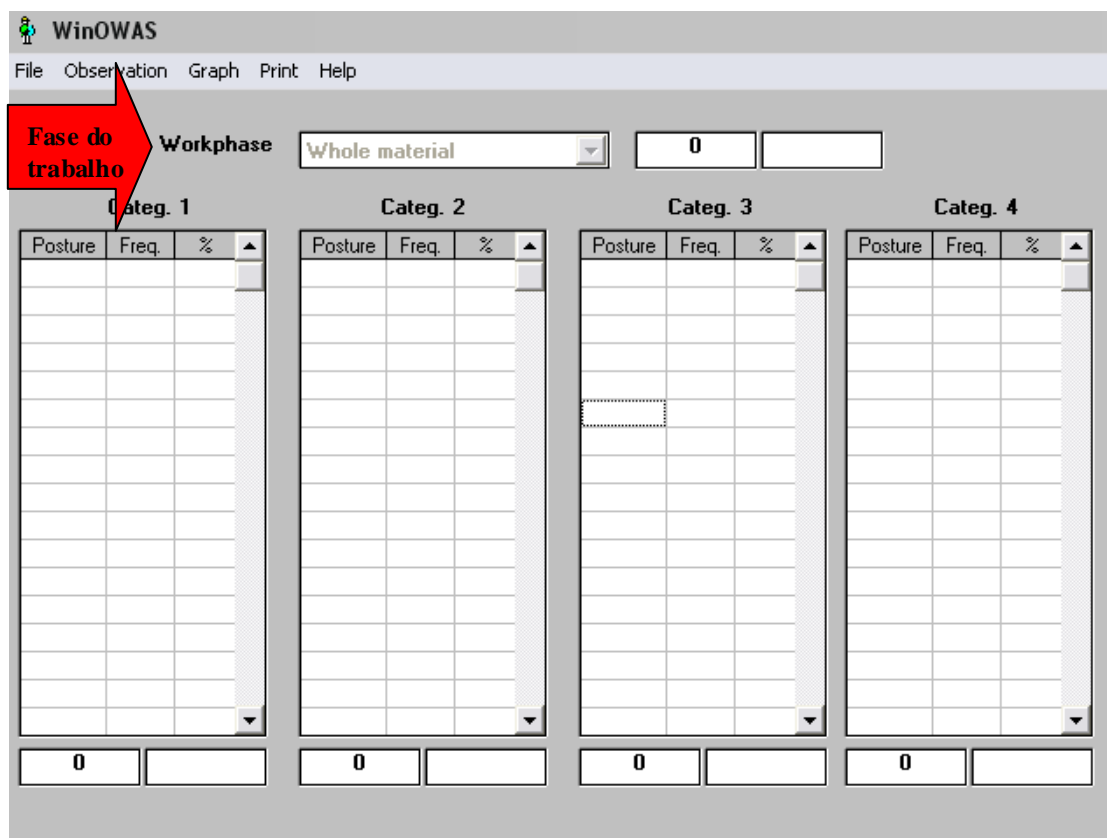 WinOWAS
File Observation Graph Print Help
Fase do
trabalho
Workphase Whole material 0
Categ. 1 Categ. 2 Categ. 3 Categ. 4
Posture Freq. % Posture Freq. % Posture Freq. % Posture Freq. %
0 0 0 0